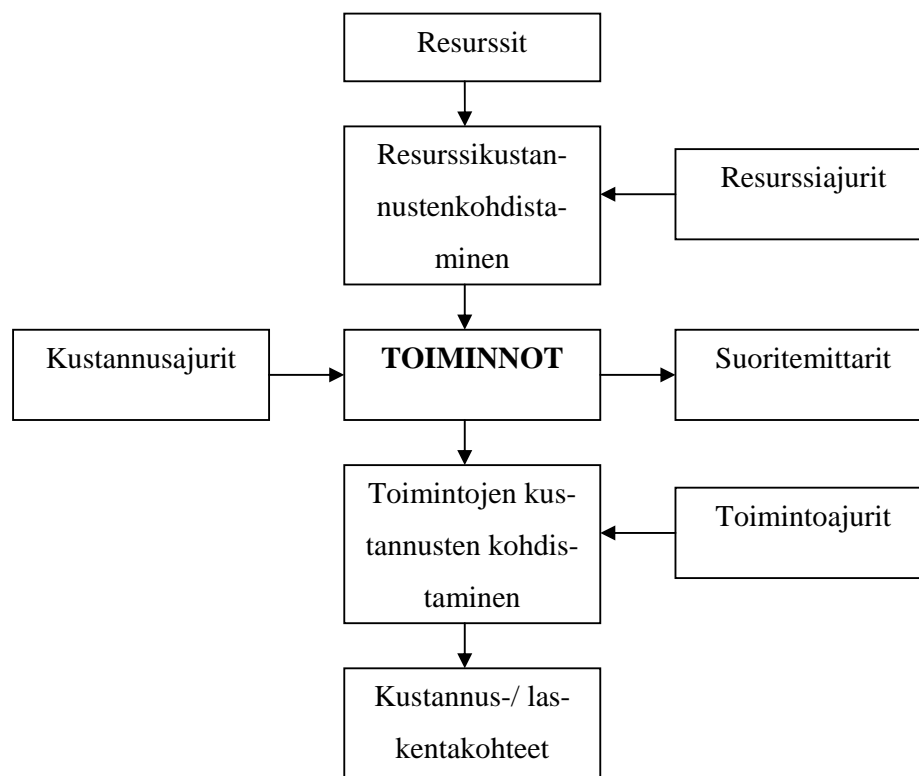 Resurssit
Resurssikustan-
nustenkohdista-
minen
Resurssiajurit
Kustannusajurit
TOIMINNOT
Suoritemittarit
Toimintojen kus-
tannusten kohdis-
taminen
Toimintoajurit
Kustannus-/ las-
kentakohteet